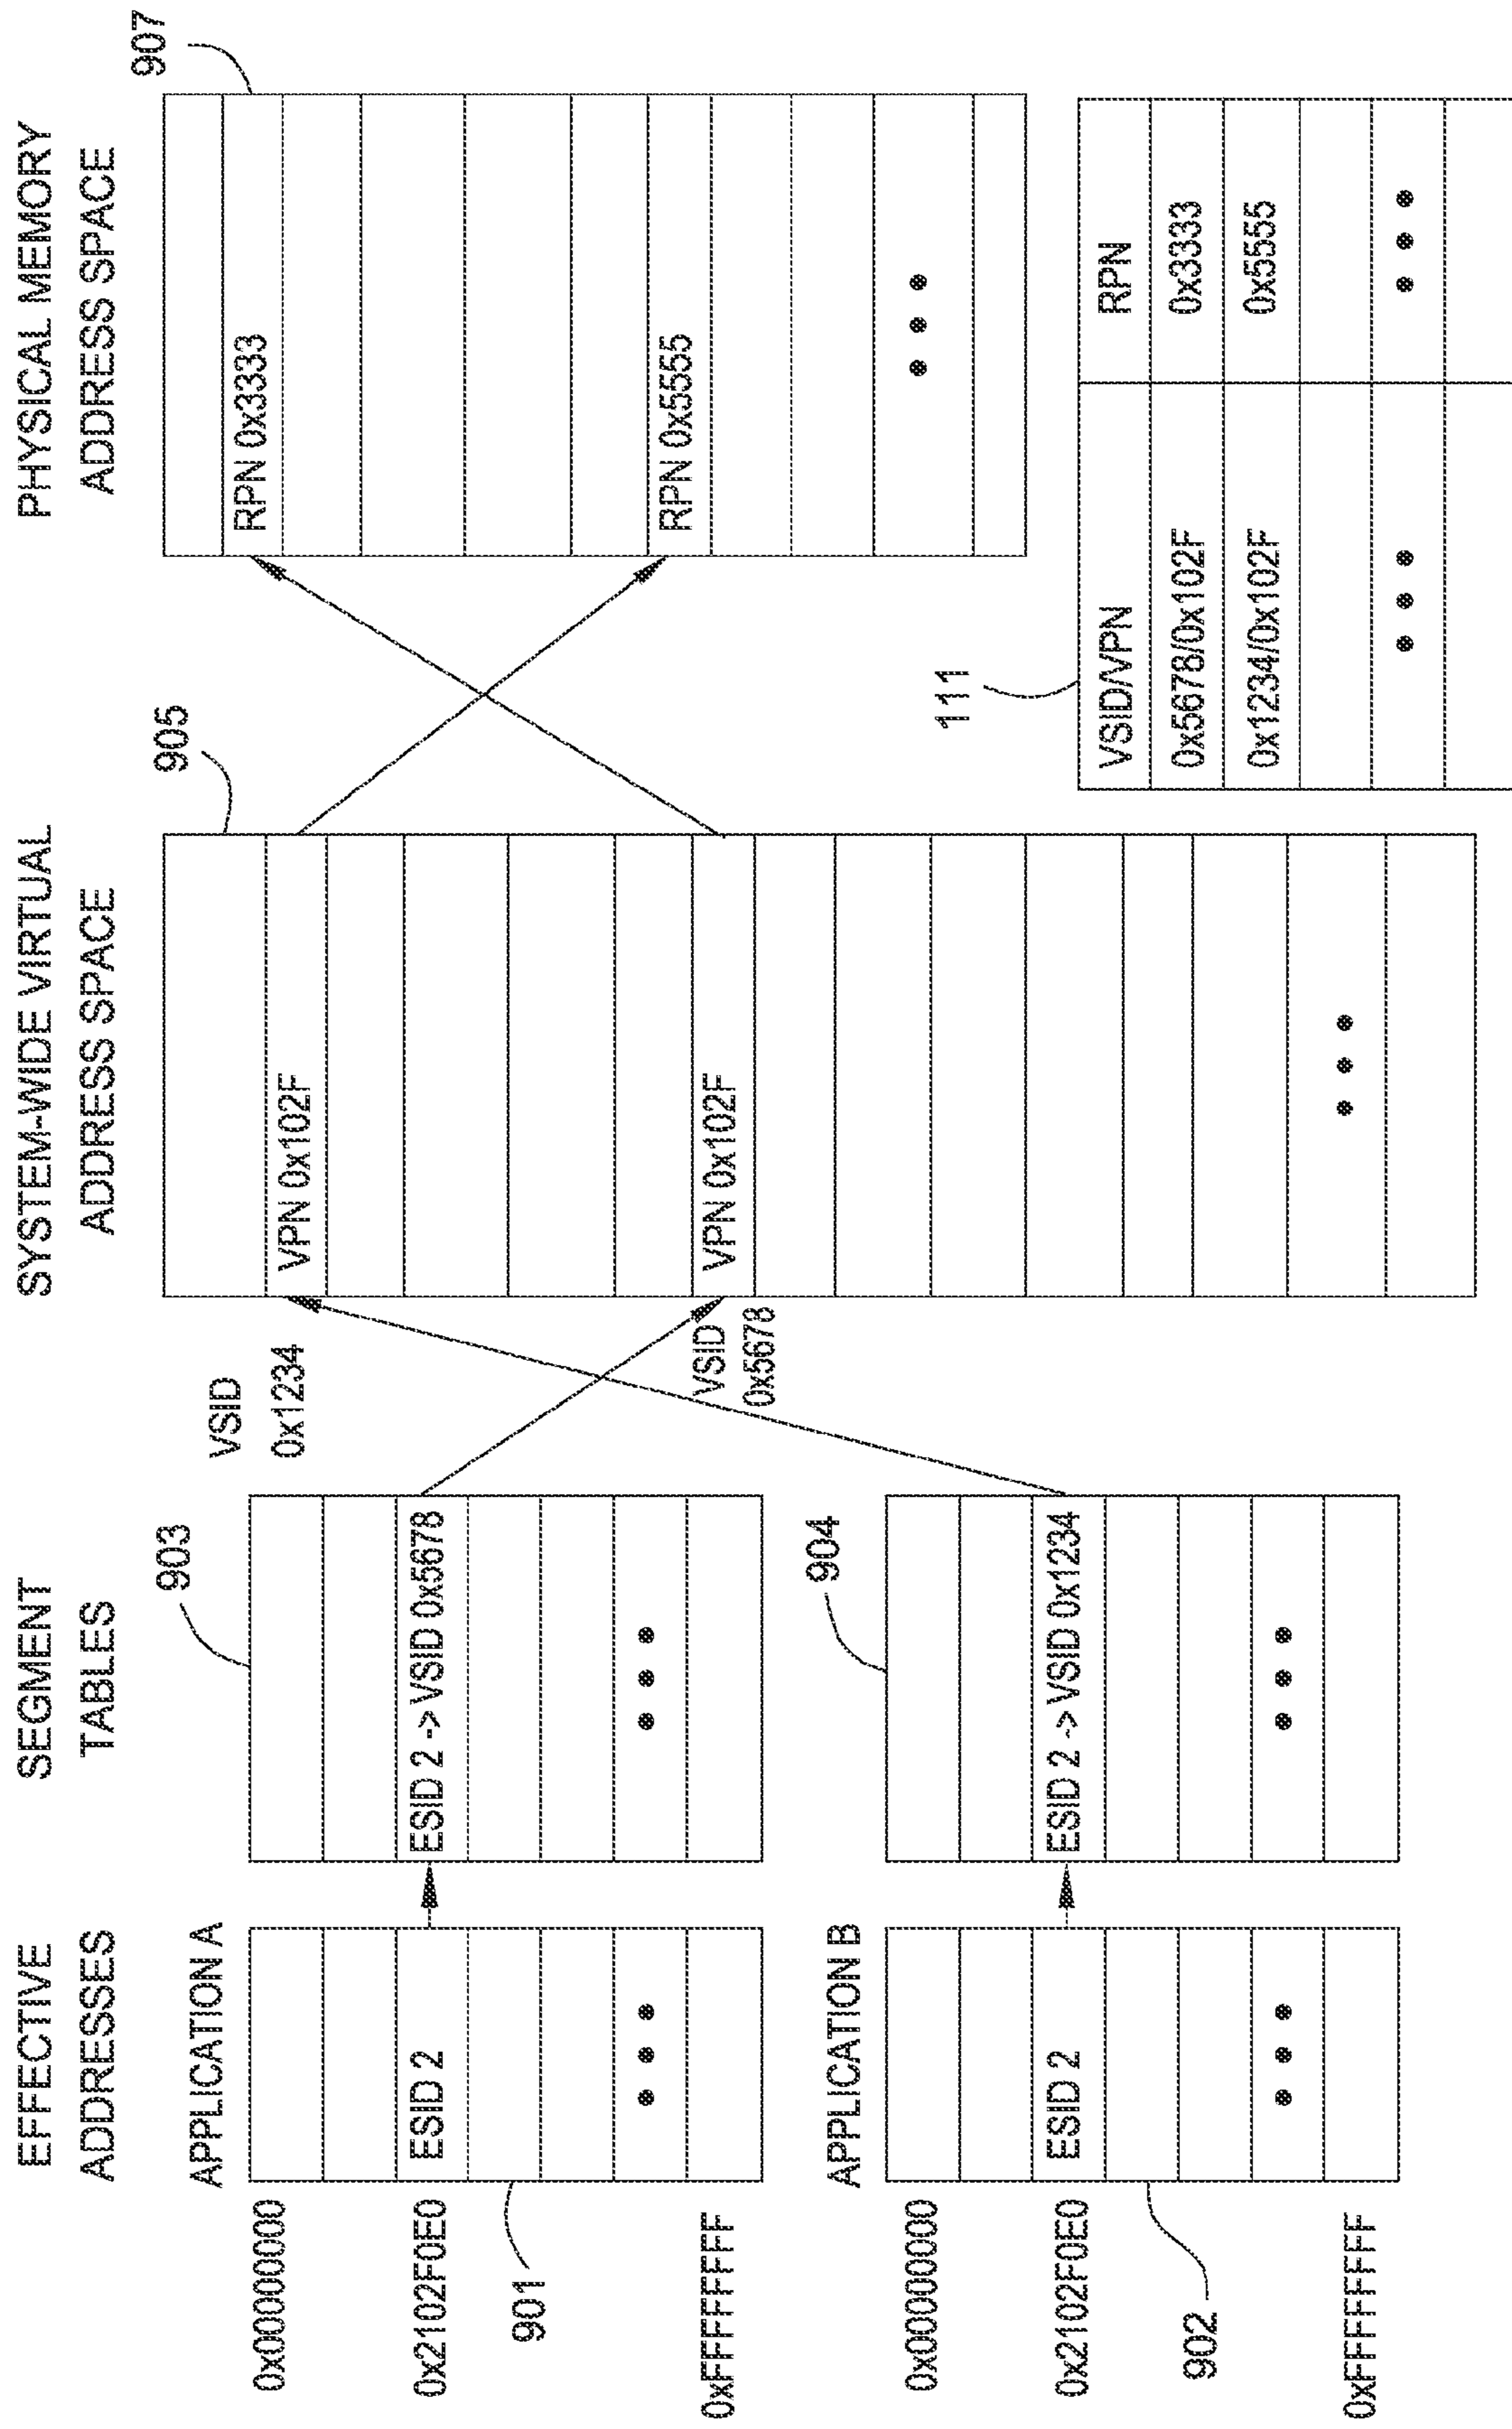 EFFECTIVE
ADDRESSES
SEGMENT
TABLES
SYSTEM-WIDE VIRTUAL
ADDRESS SPACE
PHYSICAL MEMORY
ADDRESS SPACE
APPLICATION A
0x00000000
0x2102F0E0
901
0xFFFFFFFF
ESID 2
903
ESID 2 -> VSID 0x5678
APPLICATION B
0x00000000
0x2102F0E0
902
0xFFFFFFFF
ESID 2
904
ESID 2 -> VSID 0x1234
VSID
0x1234
VSID
0x5678
905
VPN 0x102F
VPN 0x102F
907
RPN 0x3333
RPN 0x5555
111
VSID/VPN RPN
0x5678/0x102F 0x3333
0x1234/0x102F 0x5555